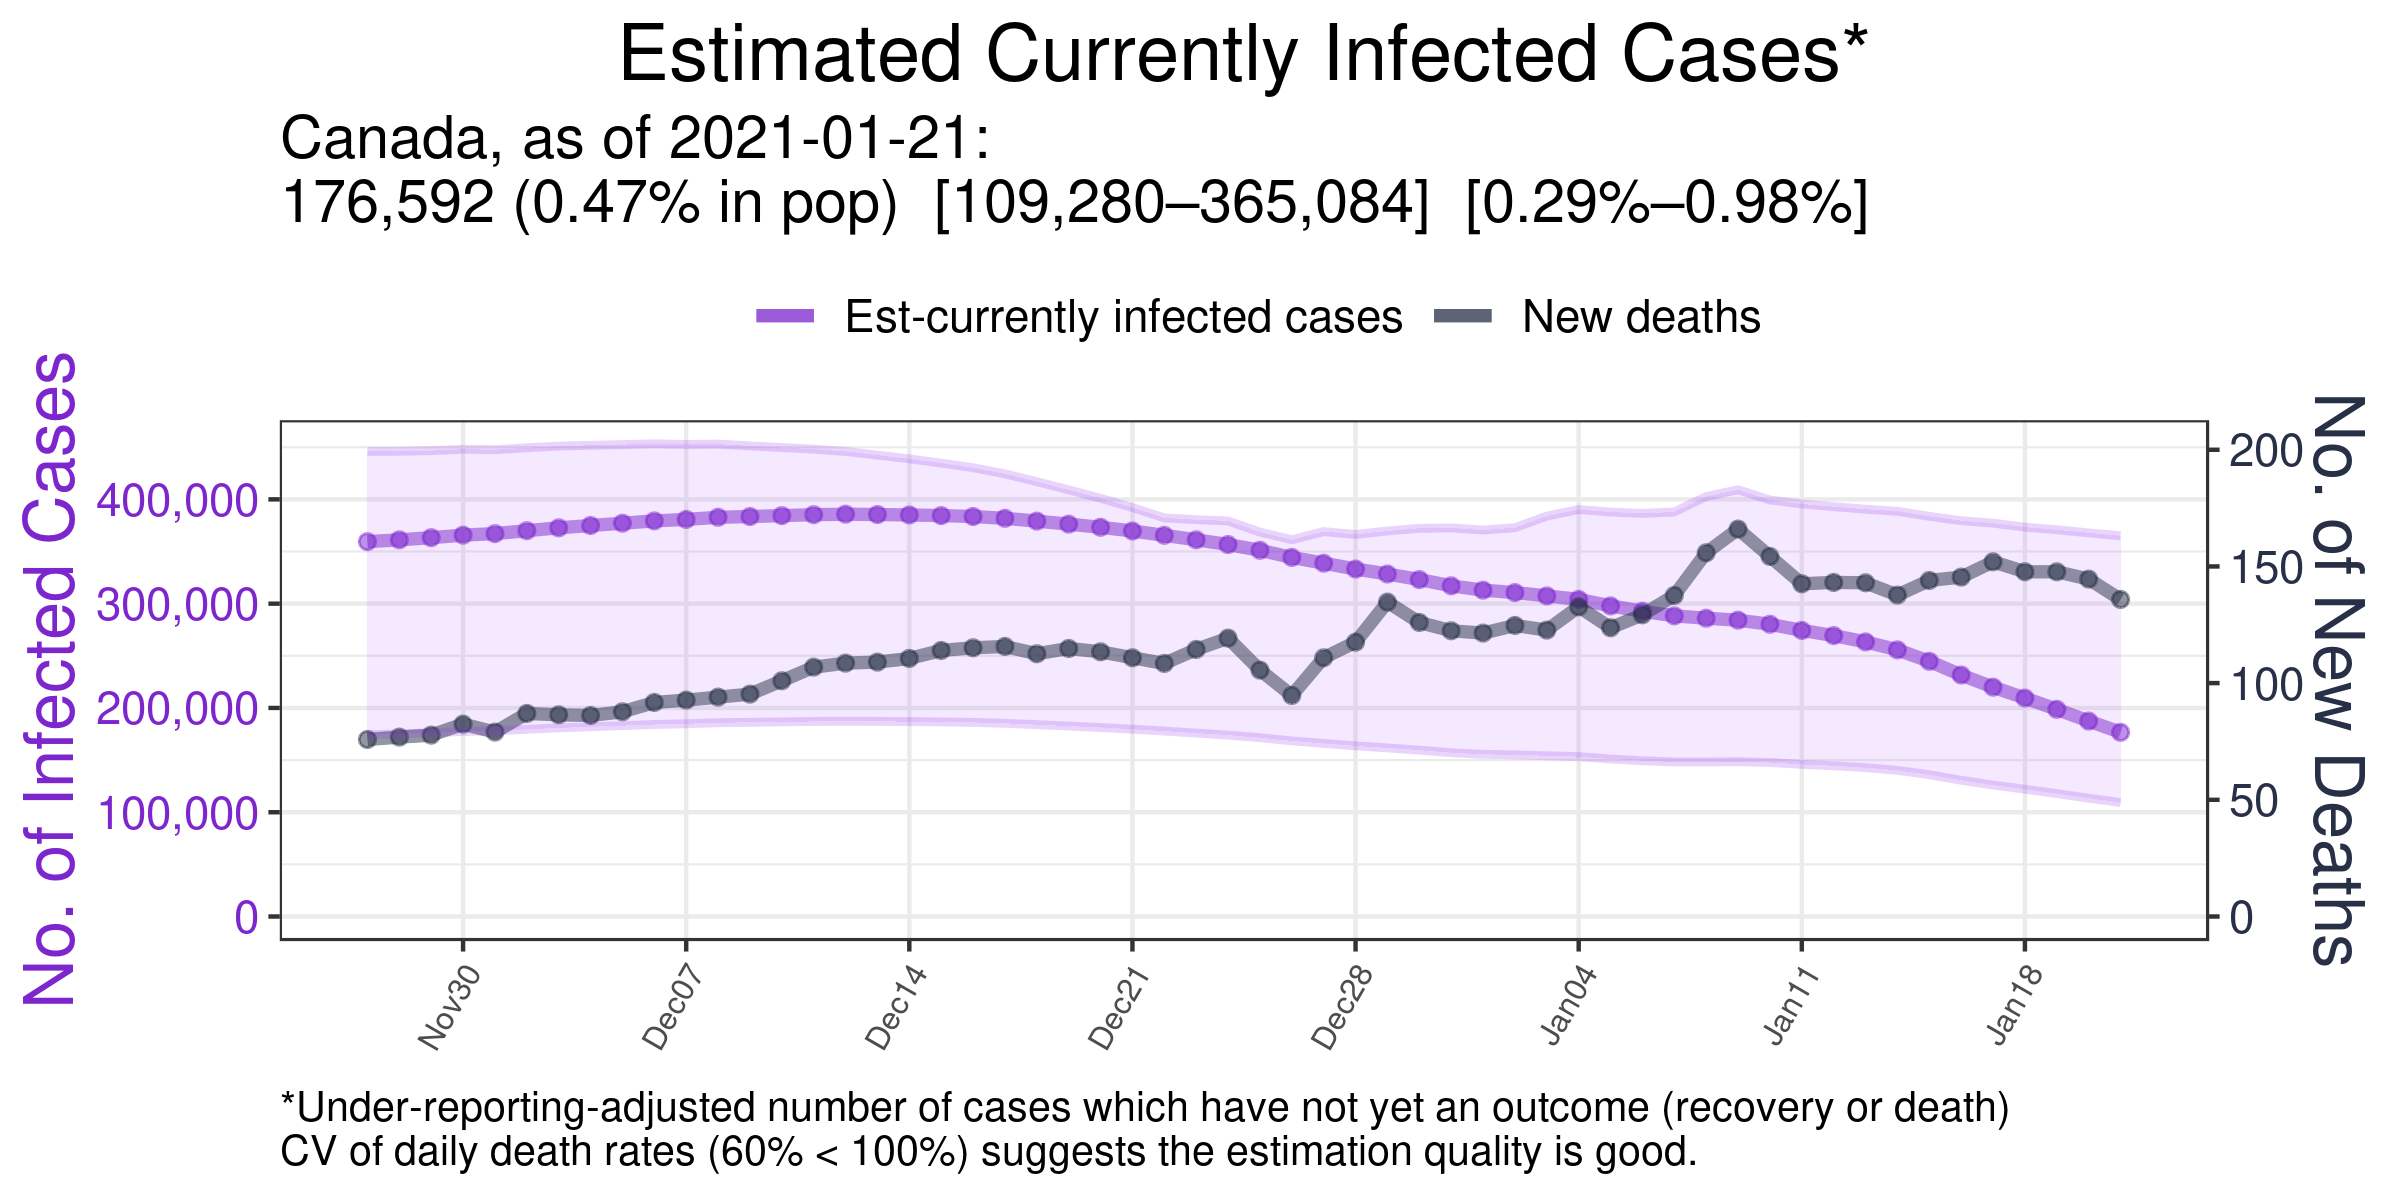 Estimated Currently Infected Cases*
Canada, as of 2021-01-21:
176,592 (0.47% in pop)  [109,280–365,084]  [0.29%–0.98%]
Est-currently infected cases
New deaths
No. of Infected Cases
400,000
300,000
200,000
100,000
0
No. of New Deaths
200
150
100
50
0
Nov30
Dec07
Dec14
Dec21
Dec28
Jan04
Jan11
Jan18
*Under-reporting-adjusted number of cases which have not yet an outcome (recovery or death)
CV of daily death rates (60% < 100%) suggests the estimation quality is good.